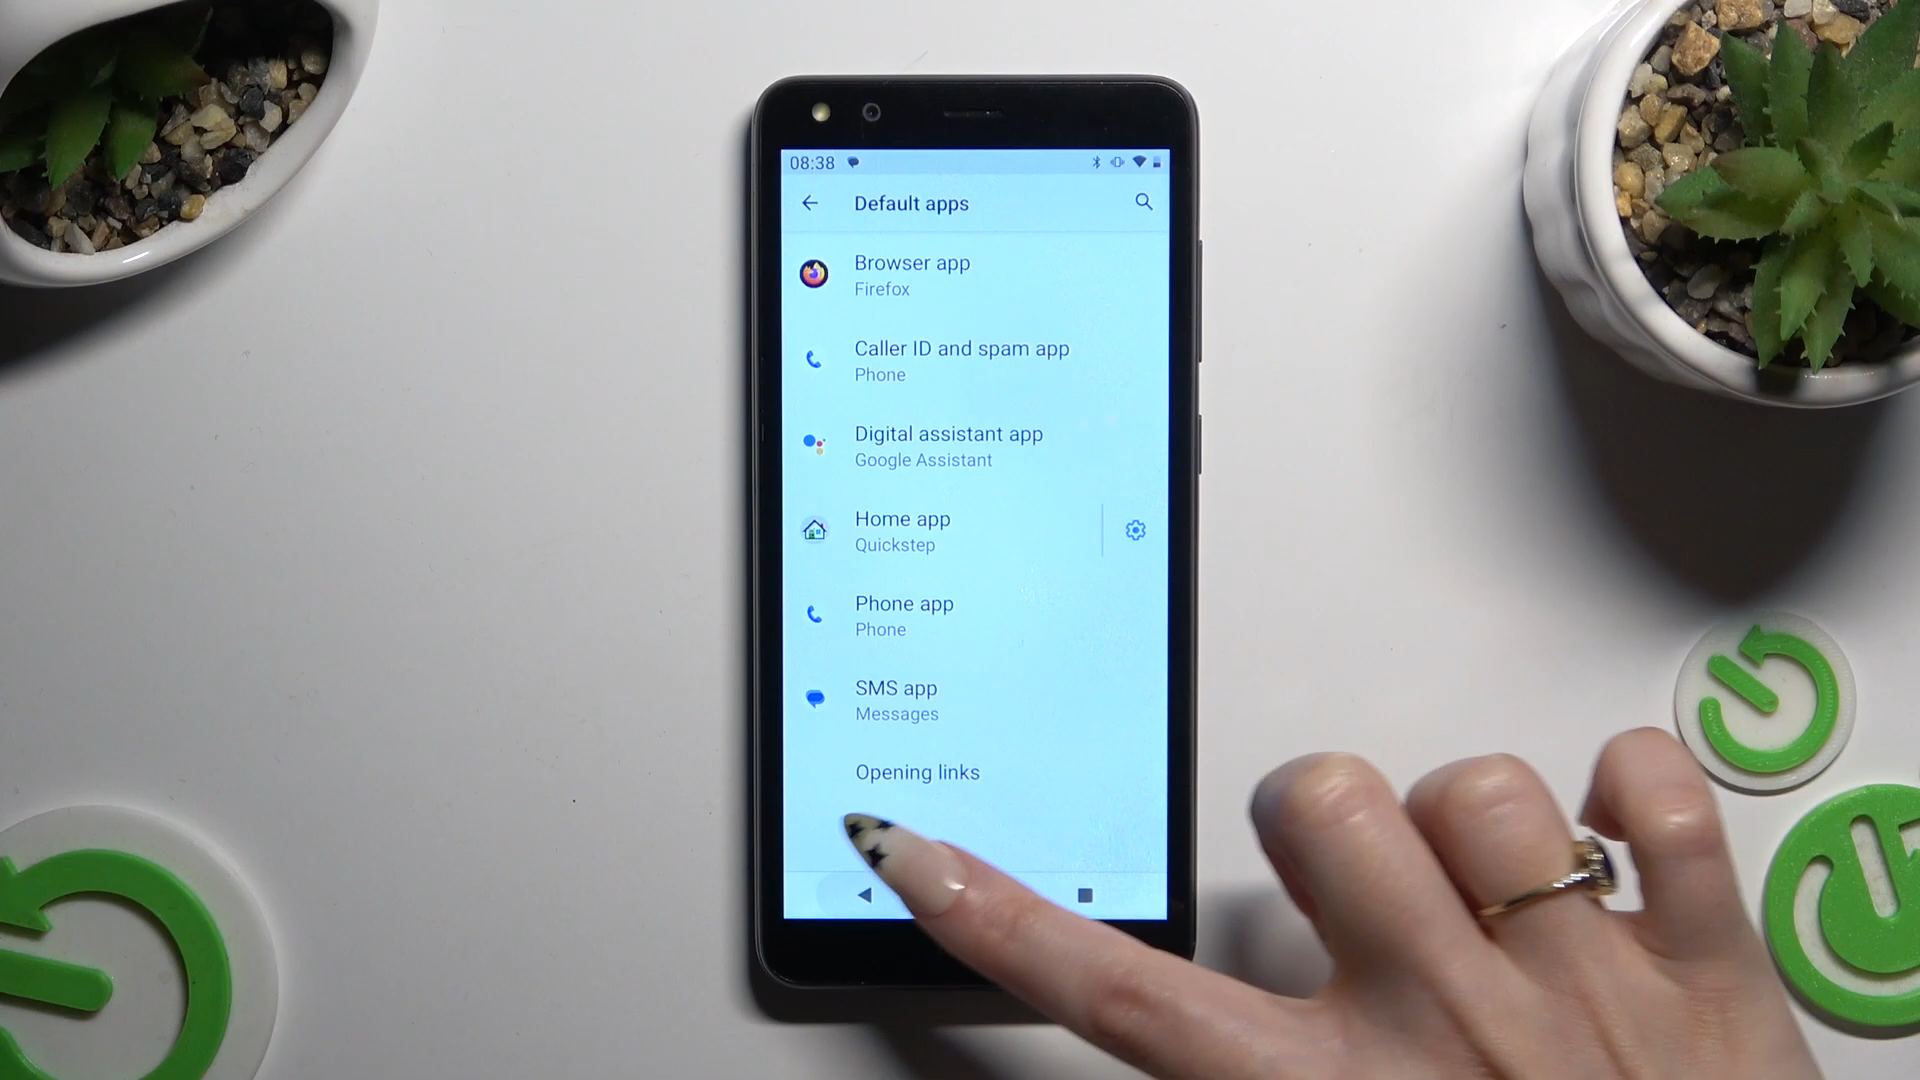 08:38
Default apps
Browser app
Firefox
Caller ID and spam app
Phone
Digital assistant app
Google Assistant
Home app
Quickstep
Phone app
Phone
SMS app
Messages
Opening links